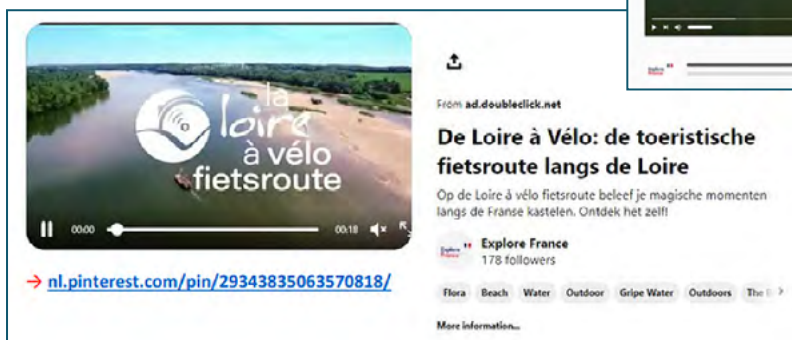 la
loire
à vélo
fietsroute
00:00
00:18
→ nl.pinterest.com/pin/29343835063570818/
From ad.doubleclick.net
De Loire à Vélo: de toeristische
fietsroute langs de Loire
Op de Loire à vélo fietsroute beleef je magische momenten
langs de Franse kastelen. Ontdek het zelf!
Explore France
178 followers
Flora Beach Water Outdoor Gripe Water Outdoors The
More information...